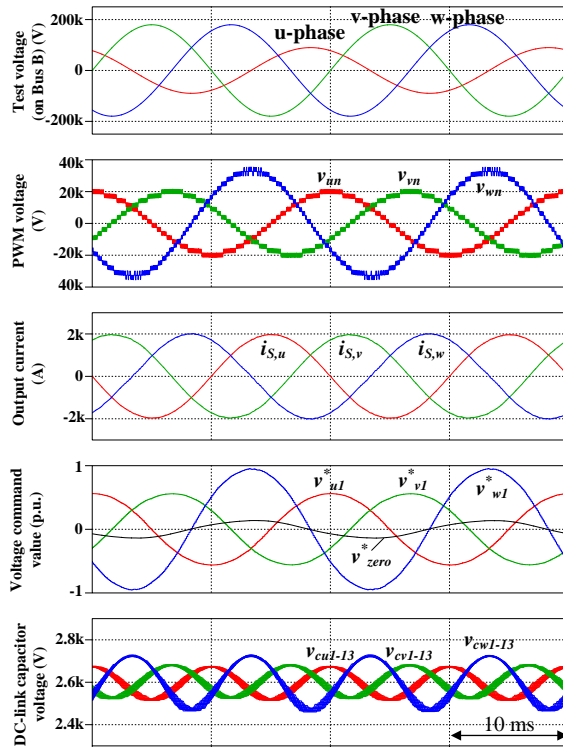 Test voltage
(on Bus B) (V)
200k
0
-200k
u-phase
v-phase
w-phase
PWM voltage
(V)
40k
20k
0
-20k
40k
v_un
v_vn
v_wn
Output current
(A)
2k
0
-2k
i_S,u
i_S,v
i_S,w
Voltage command
value (p.u.)
1
0
-1
v*_u1
v*_v1
v*_w1
v*_zero
DC-link capacitor
voltage (V)
2.8k
2.6k
2.4k
v_cu1-13
v_cv1-13
v_cw1-13
10 ms